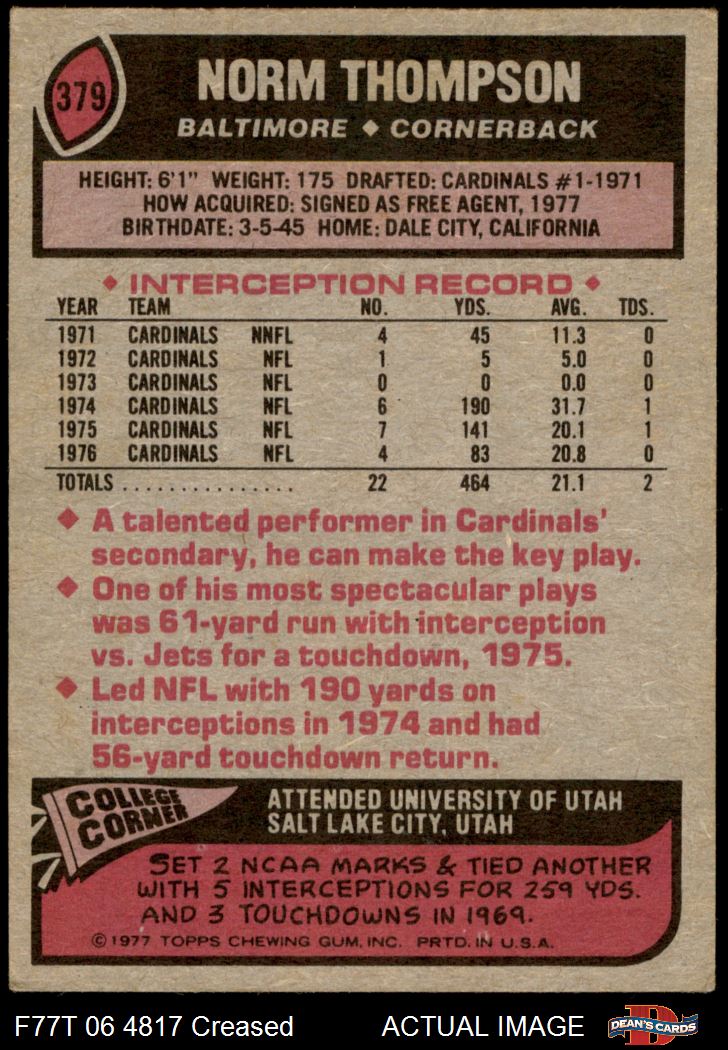 379
NORM THOMPSON
BALTIMORE ◆ CORNERBACK
HEIGHT: 6'1" WEIGHT: 175 DRAFTED: CARDINALS #1-1971
HOW ACQUIRED: SIGNED AS FREE AGENT, 1977
BIRTHDATE: 3-5-45 HOME: DALE CITY, CALIFORNIA
◆ INTERCEPTION RECORD ◆
YEAR TEAM NO. YDS. AVG. TDS.
1971 CARDINALS NNFL 4 45 11.3 0
1972 CARDINALS NFL 1 5 5.0 0
1973 CARDINALS NFL 0 0 0.0 0
1974 CARDINALS NFL 6 190 31.7 1
1975 CARDINALS NFL 7 141 20.1 1
1976 CARDINALS NFL 4 83 20.8 0
TOTALS ................ 22 464 21.1 2
◆ A talented performer in Cardinals'
secondary, he can make the key play.
◆ One of his most spectacular plays
was 61-yard run with interception
vs. Jets for a touchdown, 1975.
◆ Led NFL with 190 yards on
interceptions in 1974 and had
56-yard touchdown return.
COLLEGE
CORNER
ATTENDED UNIVERSITY OF UTAH
SALT LAKE CITY, UTAH
SET 2 NCAA MARKS & TIED ANOTHER
WITH 5 INTERCEPTIONS FOR 259 YDS.
AND 3 TOUCHDOWNS IN 1969.
© 1977 TOPPS CHEWING GUM, INC. PRTD. IN U.S.A.
F77T 06 4817 Creased ACTUAL IMAGE
D
DEAN'S CARDS